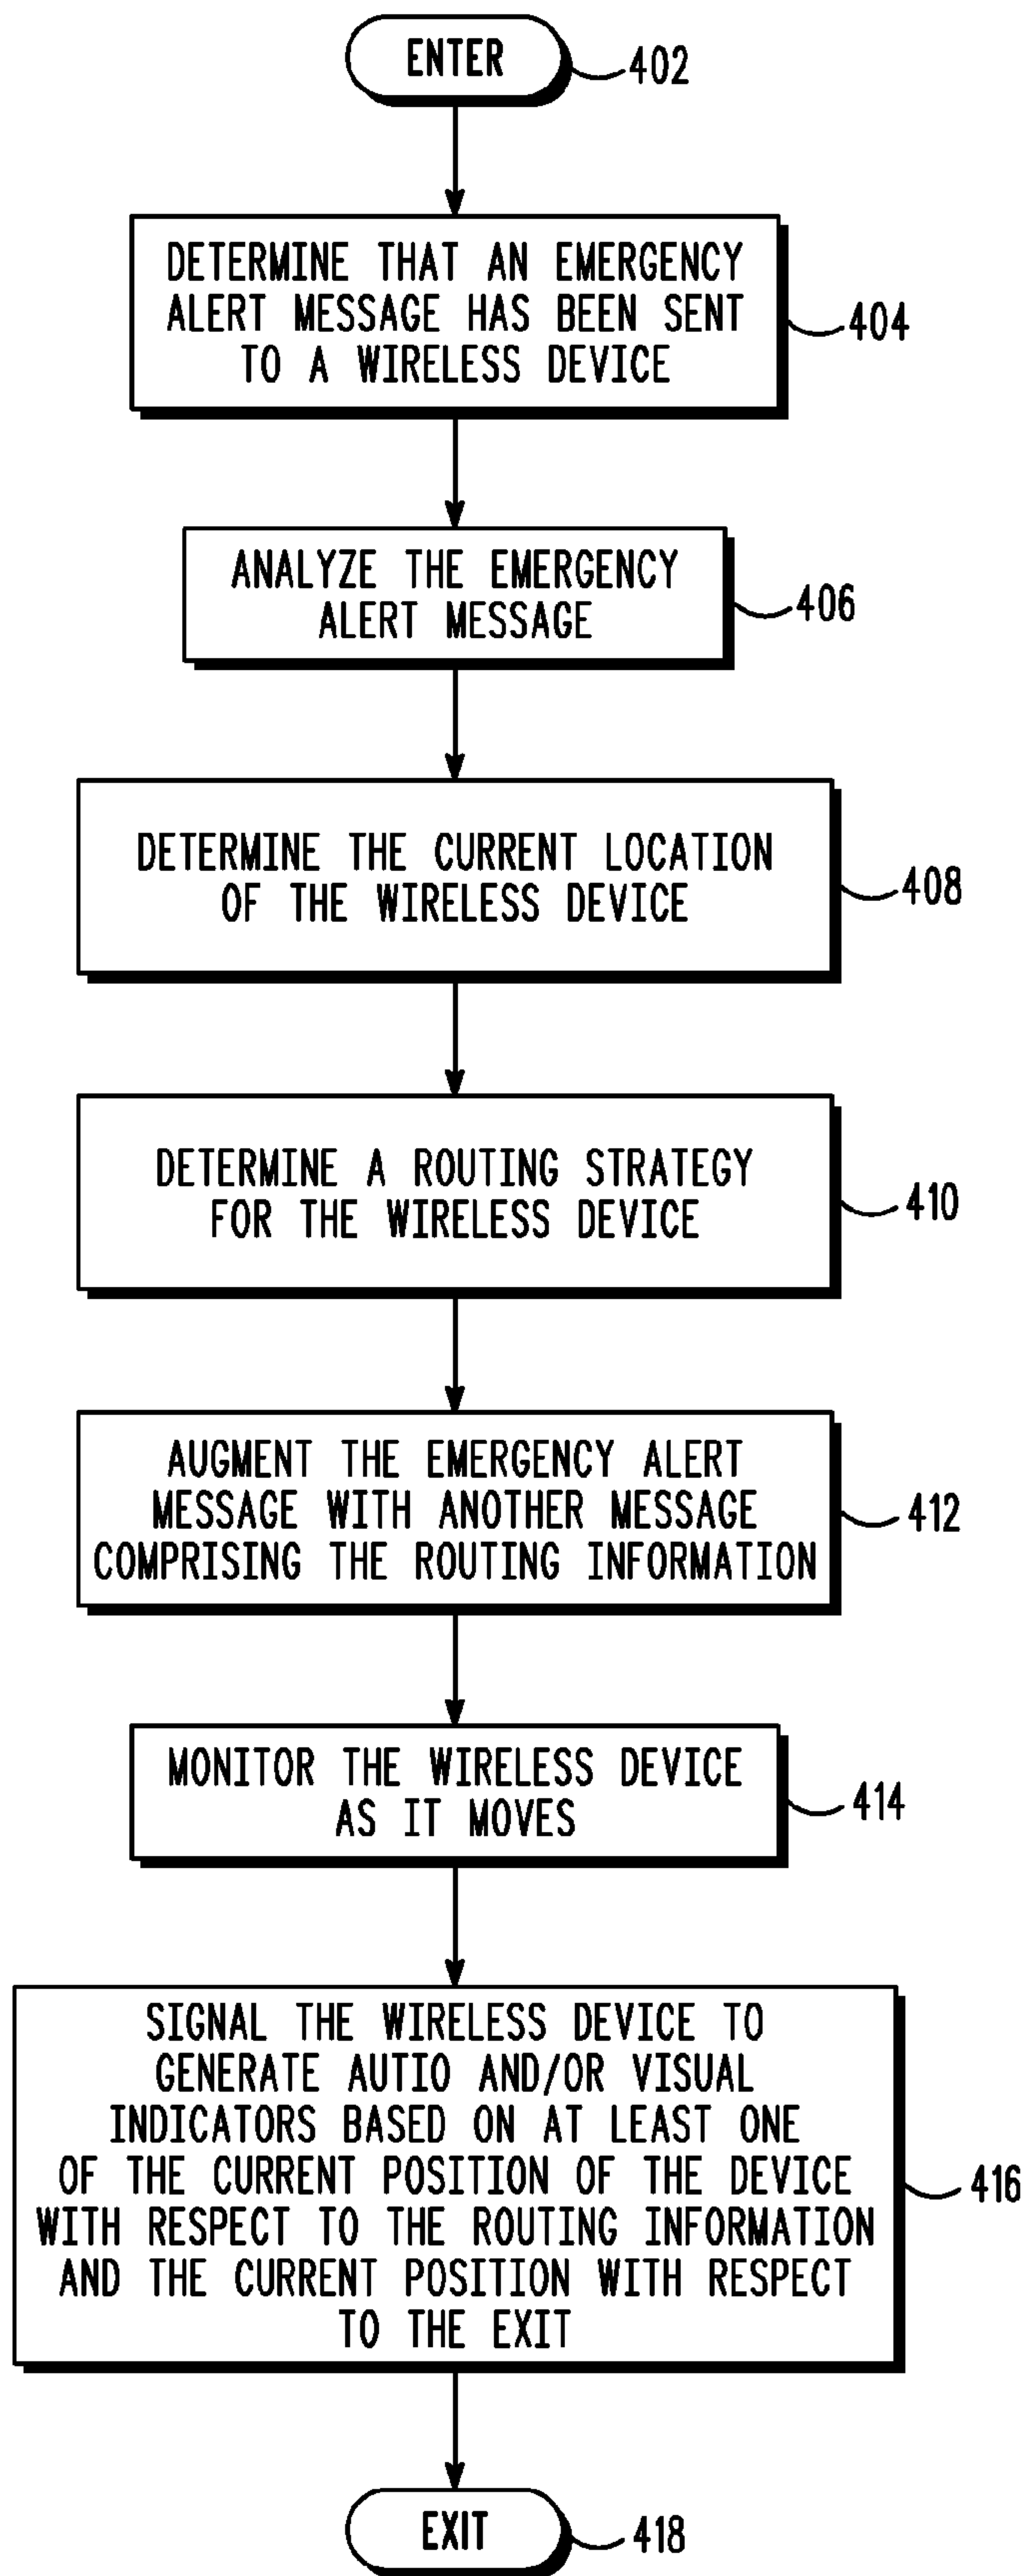 ENTER
402
DETERMINE THAT AN EMERGENCY
ALERT MESSAGE HAS BEEN SENT
TO A WIRELESS DEVICE
404
ANALYZE THE EMERGENCY
ALERT MESSAGE
406
DETERMINE THE CURRENT LOCATION
OF THE WIRELESS DEVICE
408
DETERMINE A ROUTING STRATEGY
FOR THE WIRELESS DEVICE
410
AUGMENT THE EMERGENCY ALERT
MESSAGE WITH ANOTHER MESSAGE
COMPRISING THE ROUTING INFORMATION
412
MONITOR THE WIRELESS DEVICE
AS IT MOVES
414
SIGNAL THE WIRELESS DEVICE TO
GENERATE AUTIO AND/OR VISUAL
INDICATORS BASED ON AT LEAST ONE
OF THE CURRENT POSITION OF THE DEVICE
WITH RESPECT TO THE ROUTING INFORMATION
AND THE CURRENT POSITION WITH RESPECT
TO THE EXIT
416
EXIT
418